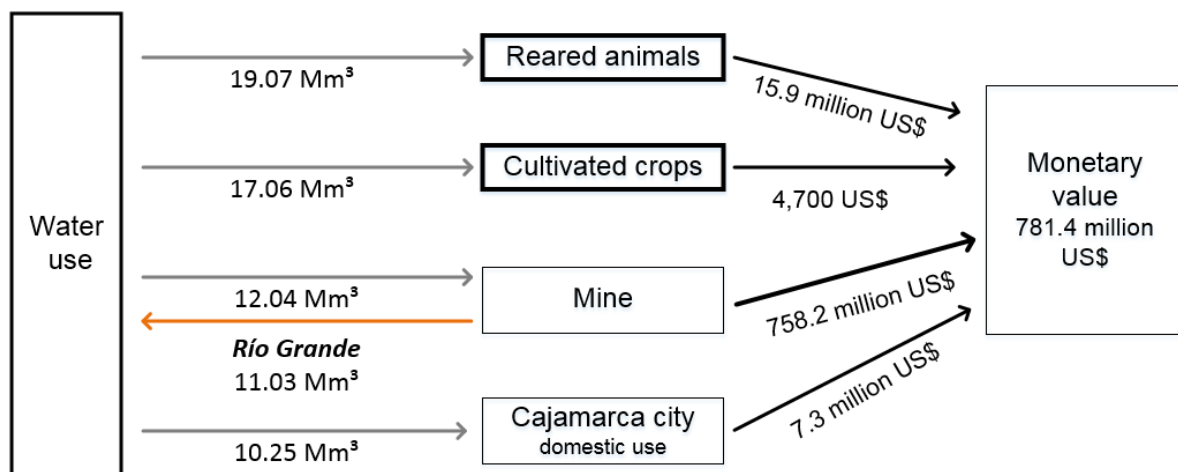 Water
use
19.07 Mm³
Reared animals
15.9 million US$
17.06 Mm³
Cultivated crops
4,700 US$
12.04 Mm³
Mine
758.2 million US$
Río Grande
11.03 Mm³
10.25 Mm³
Cajamarca city
domestic use
7.3 million US$
Monetary
value
781.4 million
US$